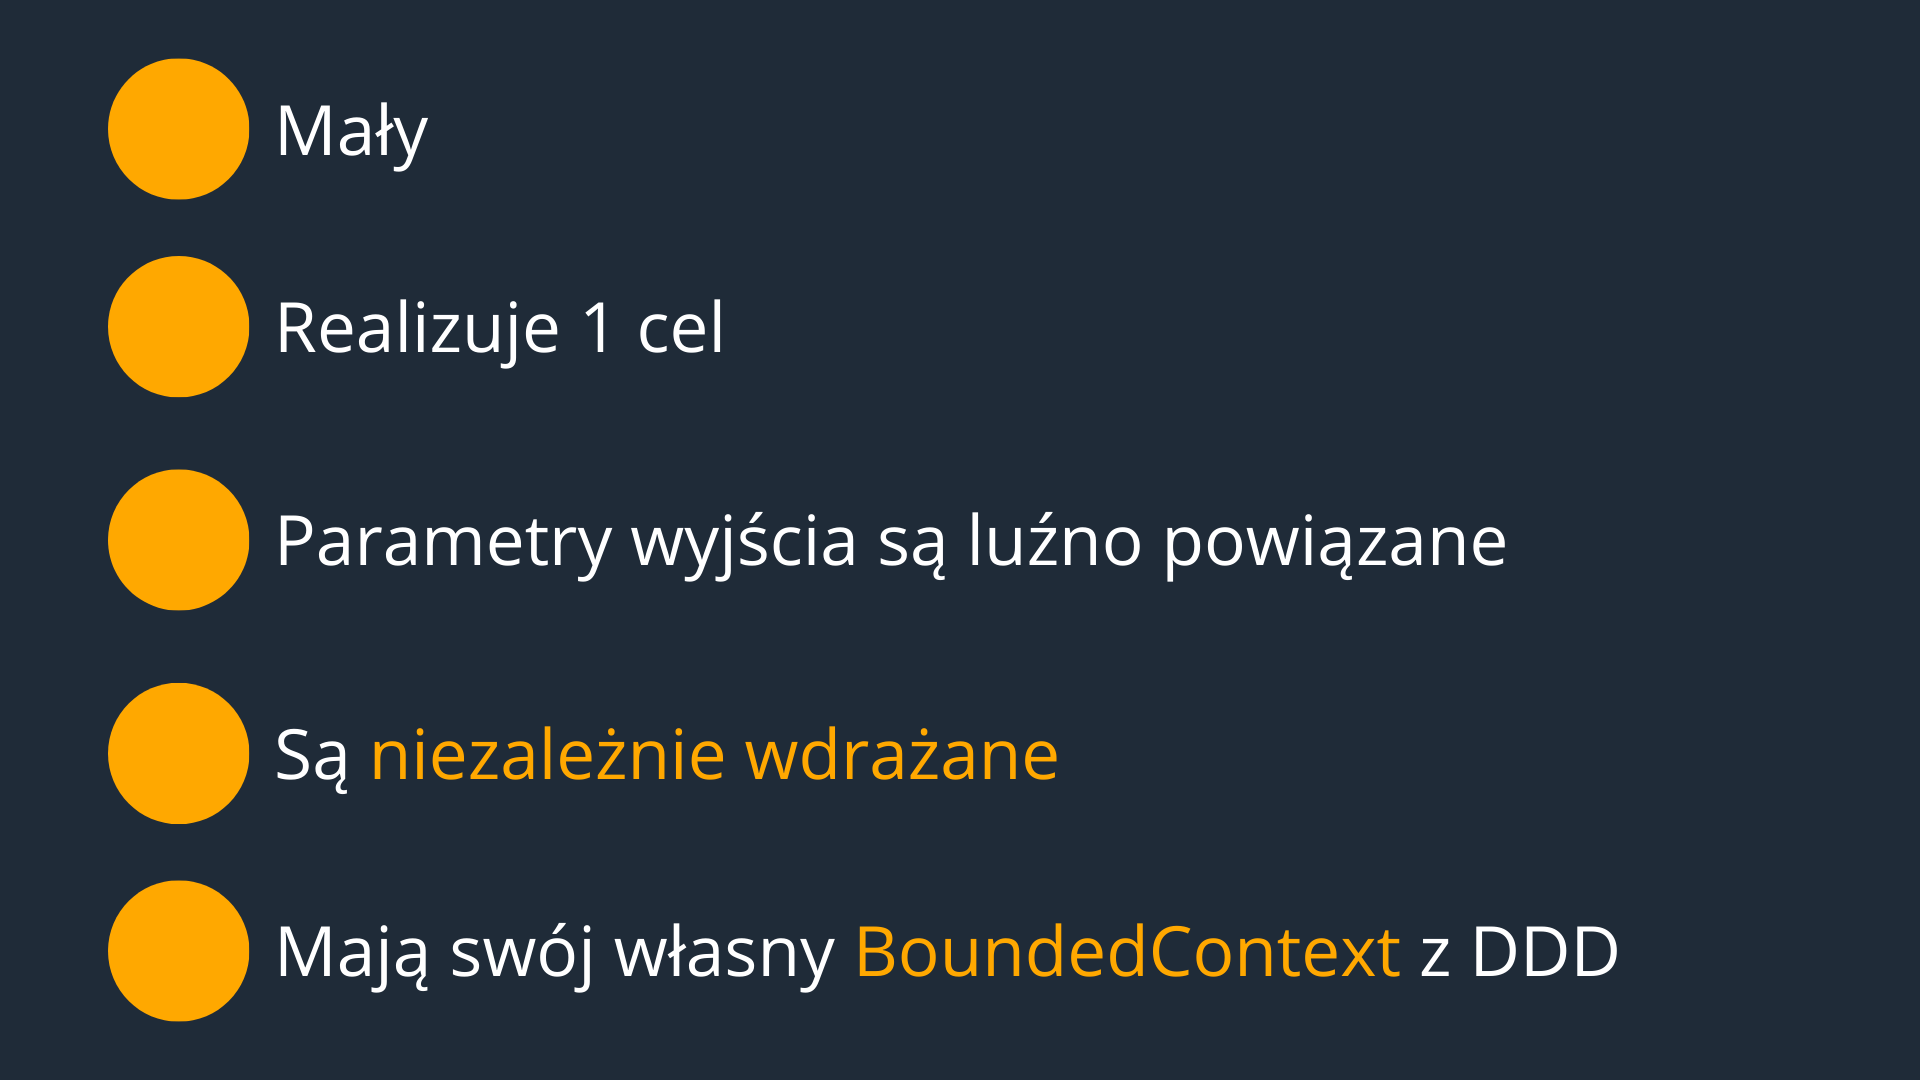 Mały
Realizuje 1 cel
Parametry wyjścia są luźno powiązane
Są niezależnie wdrażane
Mają swój własny BoundedContext z DDD